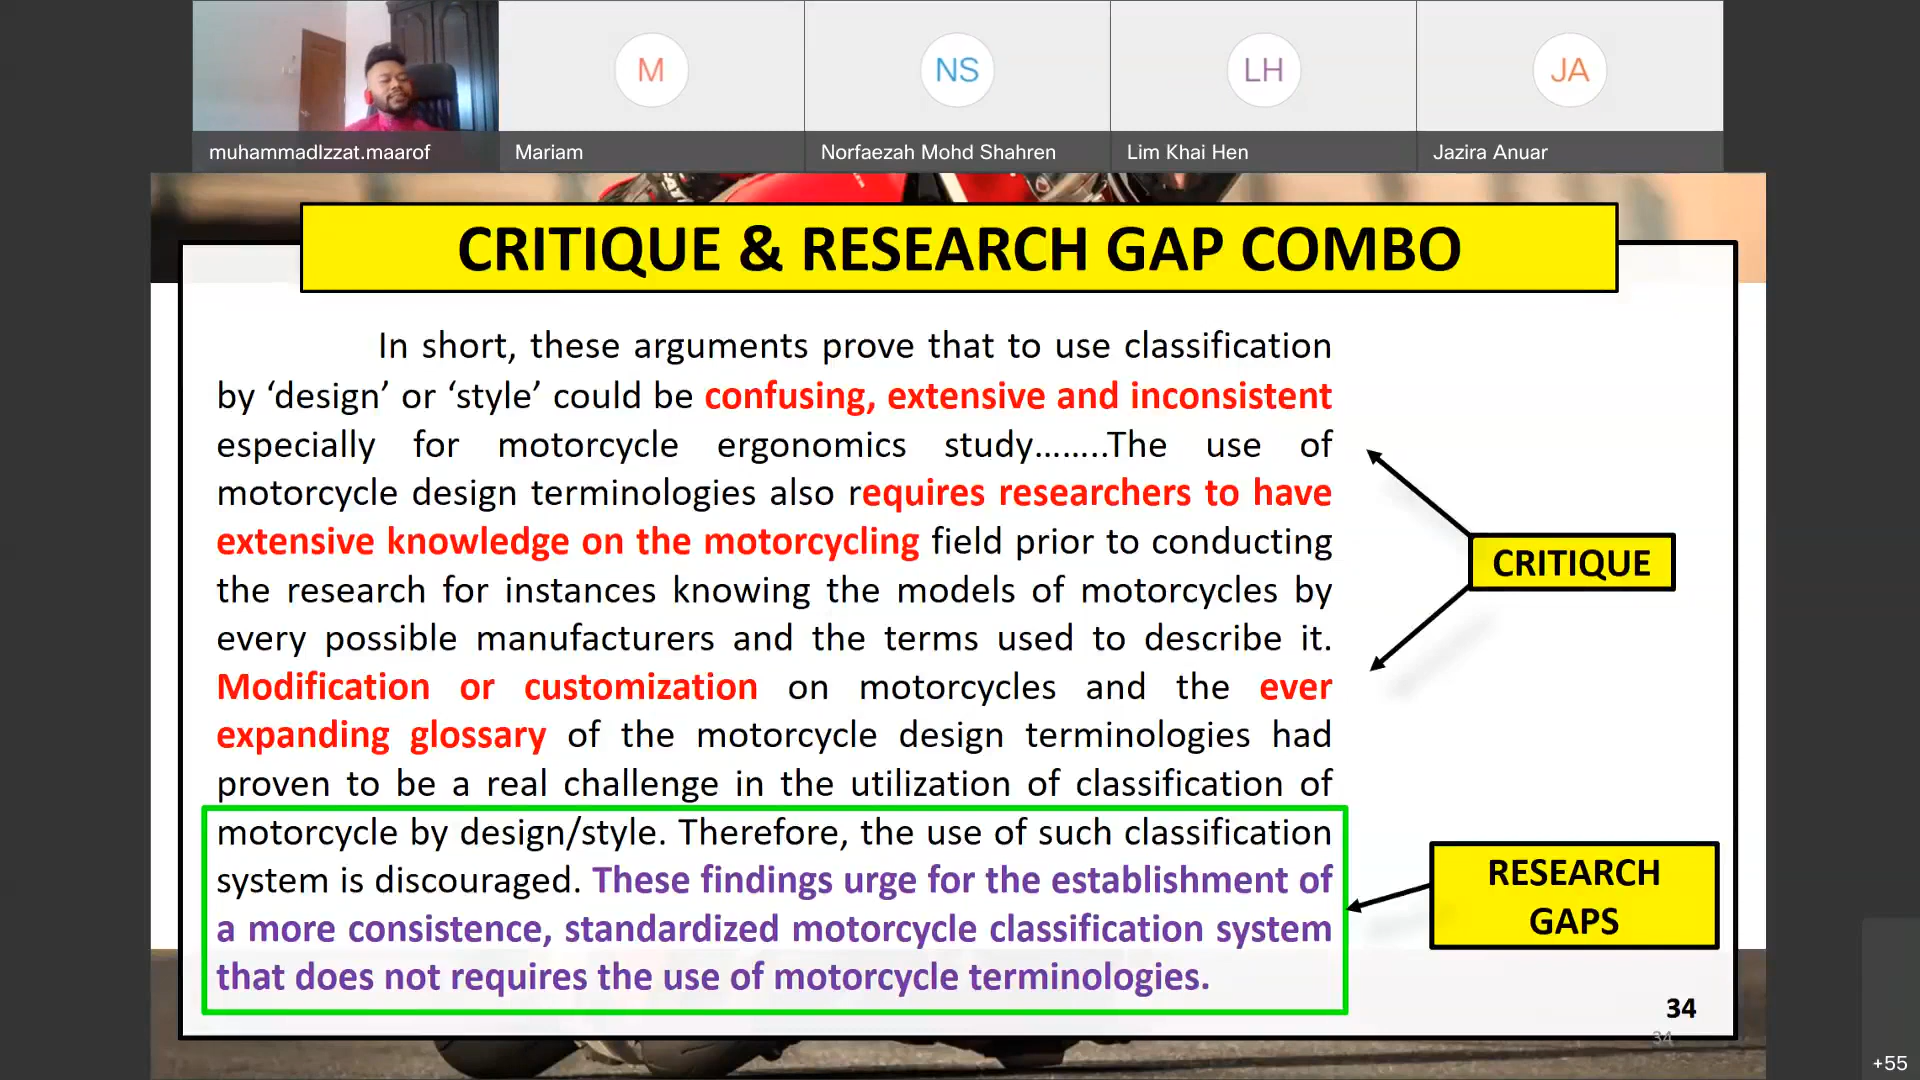 M
NS
LH
JA
muhammadIzzat.maarof
Mariam
Norfaezah Mohd Shahren
Lim Khai Hen
Jazira Anuar
CRITIQUE & RESEARCH GAP COMBO
In short, these arguments prove that to use classification
by ‘design’ or ‘style’ could be confusing, extensive and inconsistent
especially for motorcycle ergonomics study……..The use of
motorcycle design terminologies also requires researchers to have
extensive knowledge on the motorcycling field prior to conducting
the research for instances knowing the models of motorcycles by
every possible manufacturers and the terms used to describe it.
Modification or customization on motorcycles and the ever
expanding glossary of the motorcycle design terminologies had
proven to be a real challenge in the utilization of classification of
motorcycle by design/style. Therefore, the use of such classification
system is discouraged. These findings urge for the establishment of
a more consistence, standardized motorcycle classification system
that does not requires the use of motorcycle terminologies.
CRITIQUE
RESEARCH
GAPS
34
34
+55